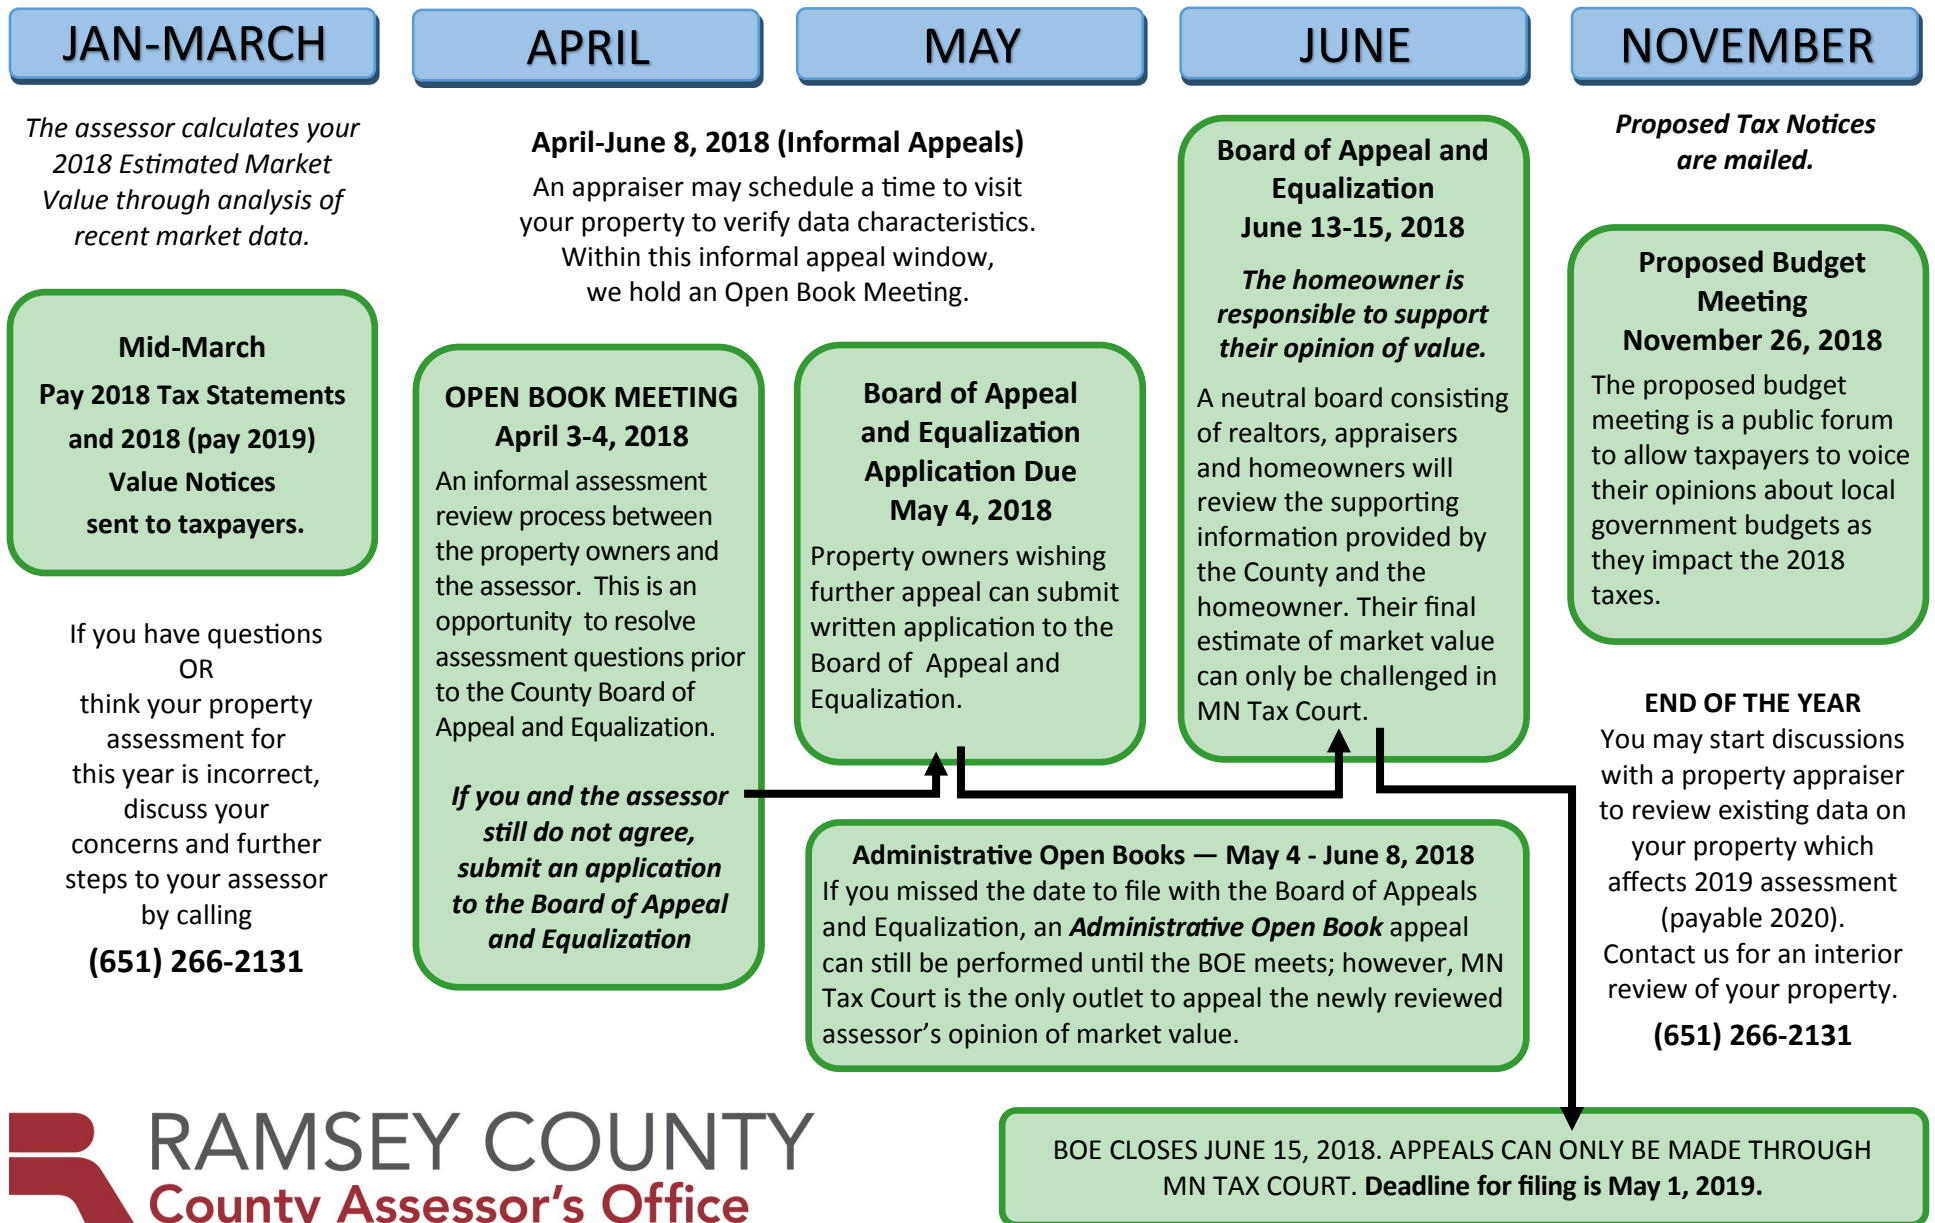 JAN-MARCH
The assessor calculates your
2018 Estimated Market
Value through analysis of
recent market data.
Mid-March
Pay 2018 Tax Statements
and 2018 (pay 2019)
Value Notices
sent to taxpayers.
If you have questions
OR
think your property
assessment for
this year is incorrect,
discuss your
concerns and further
steps to your assessor
by calling
(651) 266-2131
APRIL
MAY
April-June 8, 2018 (Informal Appeals)
An appraiser may schedule a time to visit
your property to verify data characteristics.
Within this informal appeal window,
we hold an Open Book Meeting.
OPEN BOOK MEETING
April 3-4, 2018
An informal assessment
review process between
the property owners and
the assessor.  This is an
opportunity  to resolve
assessment questions prior
to the County Board of
Appeal and Equalization.
If you and the assessor
still do not agree,
submit an application
to the Board of Appeal
and Equalization
Board of Appeal
and Equalization
Application Due
May 4, 2018
Property owners wishing
further appeal can submit
written application to the
Board of  Appeal and
Equalization.
JUNE
Board of Appeal and
Equalization
June 13-15, 2018
The homeowner is
responsible to support
their opinion of value.
A neutral board consisting
of realtors, appraisers
and homeowners will
review the supporting
information provided by
the County and the
homeowner. Their final
estimate of market value
can only be challenged in
MN Tax Court.
Administrative Open Books — May 4 - June 8, 2018
If you missed the date to file with the Board of Appeals
and Equalization, an Administrative Open Book appeal
can still be performed until the BOE meets; however, MN
Tax Court is the only outlet to appeal the newly reviewed
assessor’s opinion of market value.
NOVEMBER
Proposed Tax Notices
are mailed.
Proposed Budget
Meeting
November 26, 2018
The proposed budget
meeting is a public forum
to allow taxpayers to voice
their opinions about local
government budgets as
they impact the 2018
taxes.
END OF THE YEAR
You may start discussions
with a property appraiser
to review existing data on
your property which
affects 2019 assessment
(payable 2020).
Contact us for an interior
review of your property.
(651) 266-2131
RAMSEY COUNTY
County Assessor’s Office
BOE CLOSES JUNE 15, 2018. APPEALS CAN ONLY BE MADE THROUGH
MN TAX COURT. Deadline for filing is May 1, 2019.